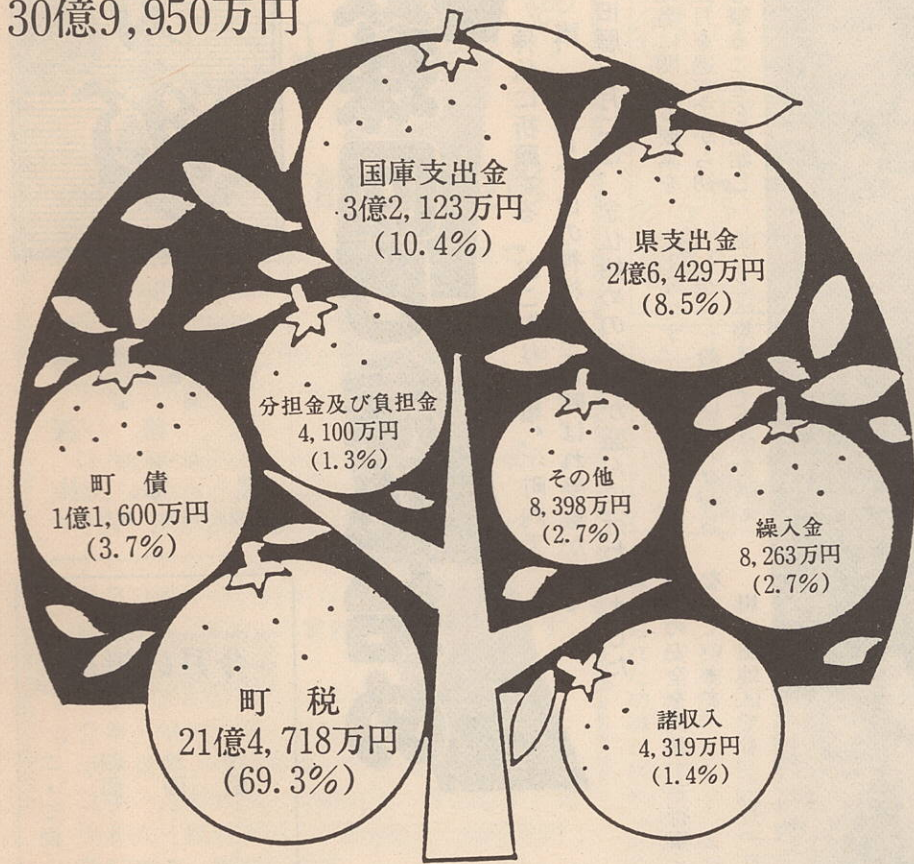 30億9,950万円
国庫支出金
3億2,123万円
(10.4%)
県支出金
2億6,429万円
(8.5%)
分担金及び負担金
4,100万円
(1.3%)
町債
1億1,600万円
(3.7%)
その他
8,398万円
(2.7%)
繰入金
8,263万円
(2.7%)
町税
21億4,718万円
(69.3%)
諸収入
4,319万円
(1.4%)